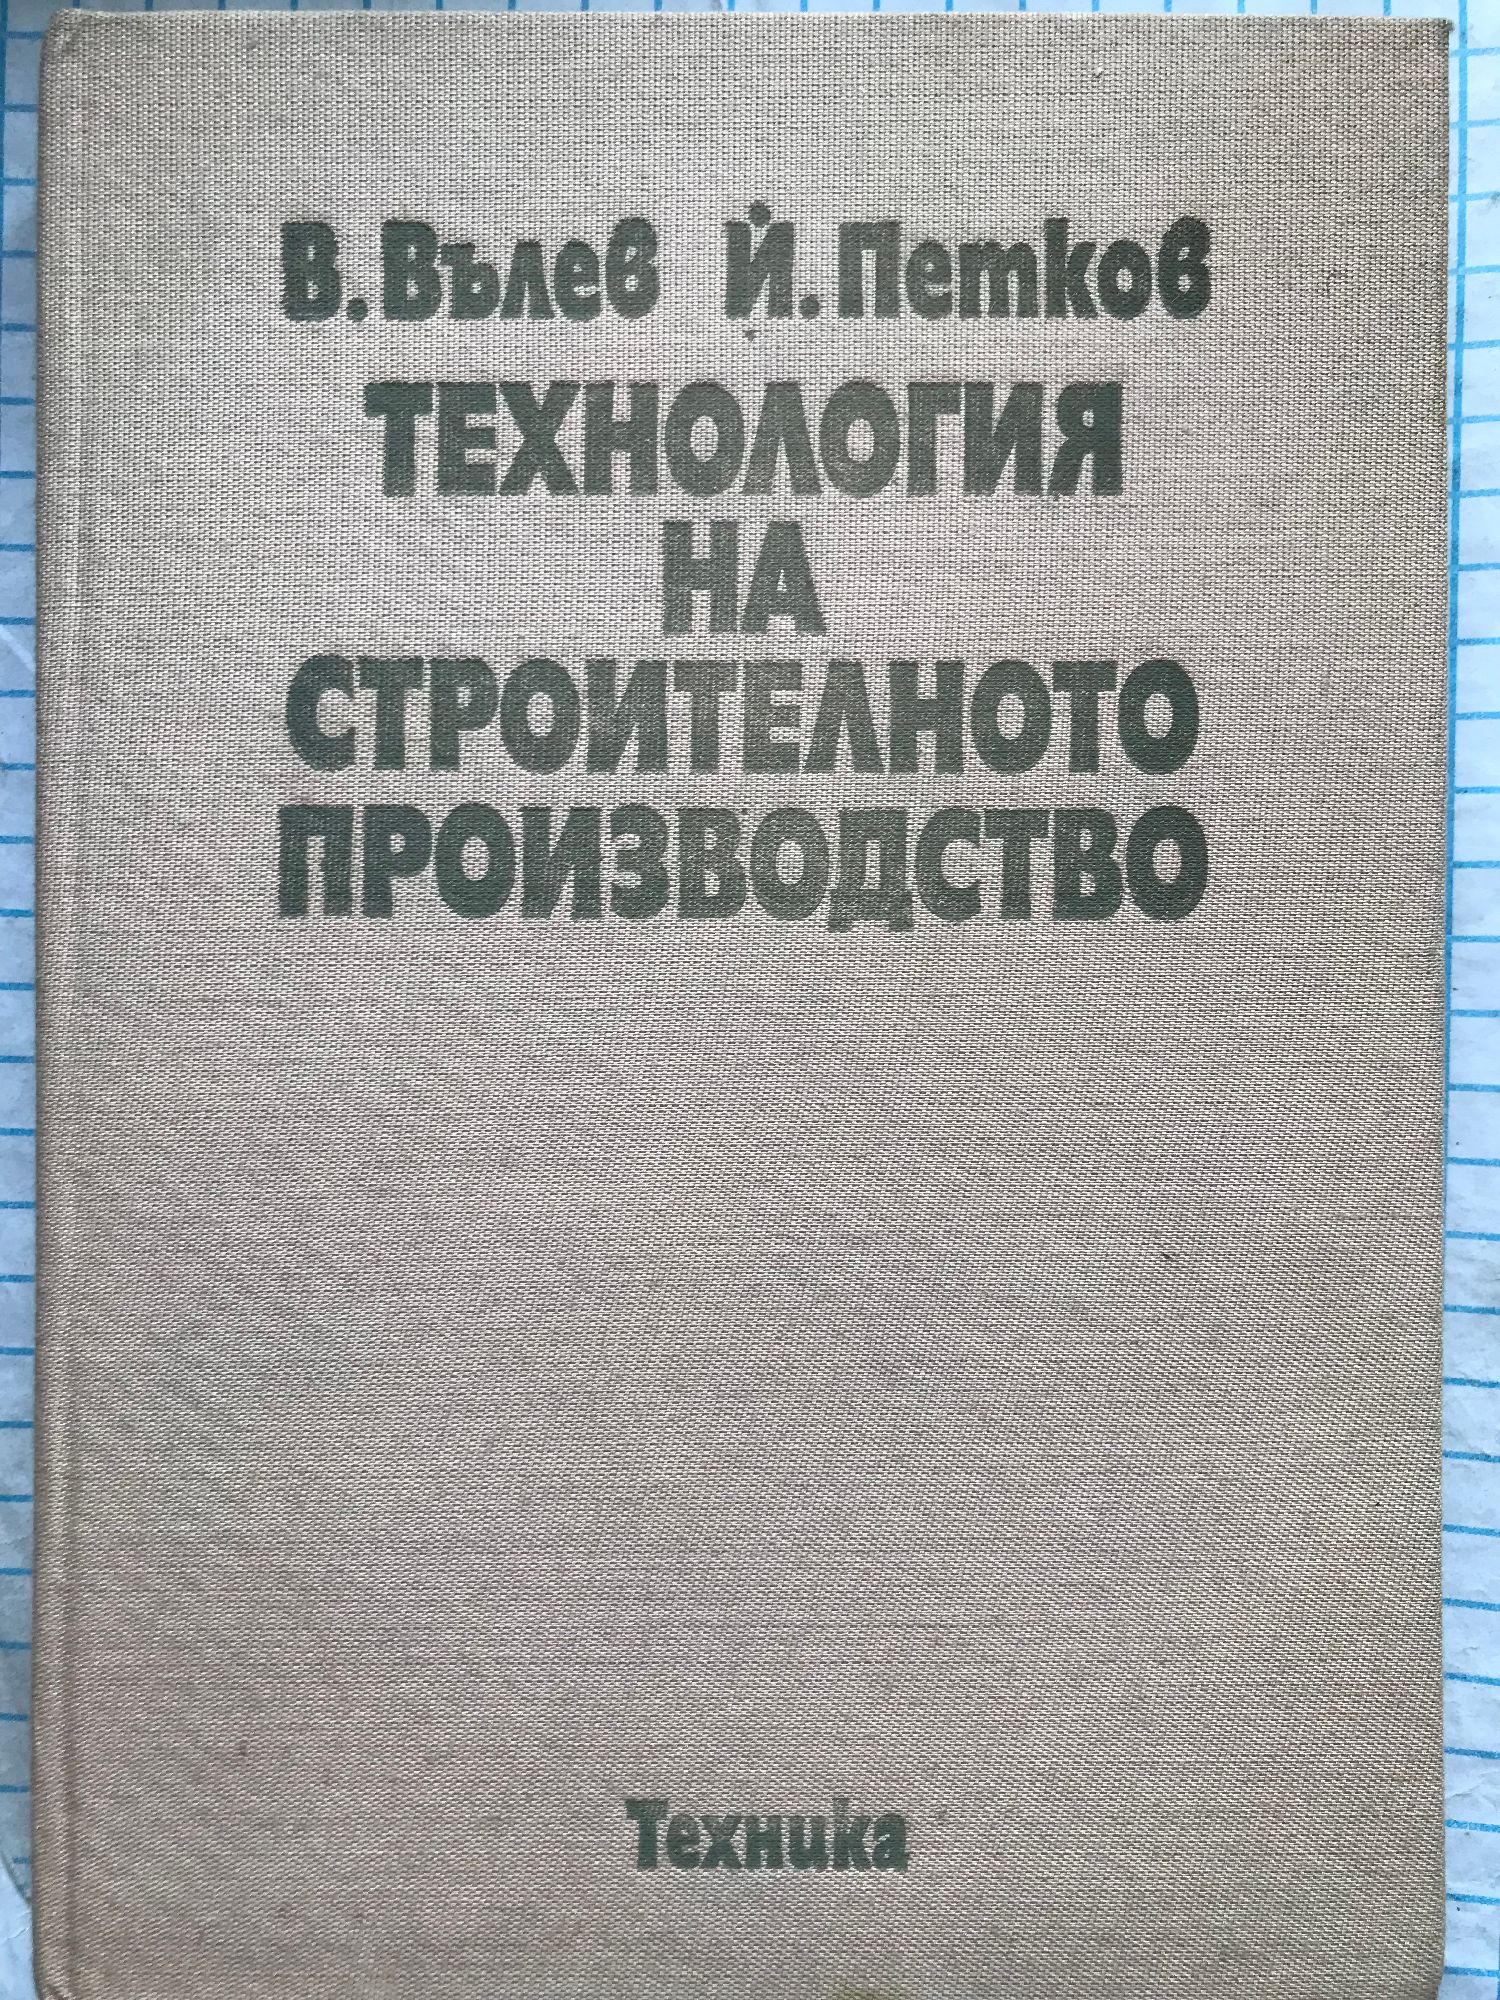 В. Вълев Й. Петков
ТЕХНОЛОГИЯ
НА
СТРОИТЕЛНОТО
ПРОИЗВОДСТВО
Техника